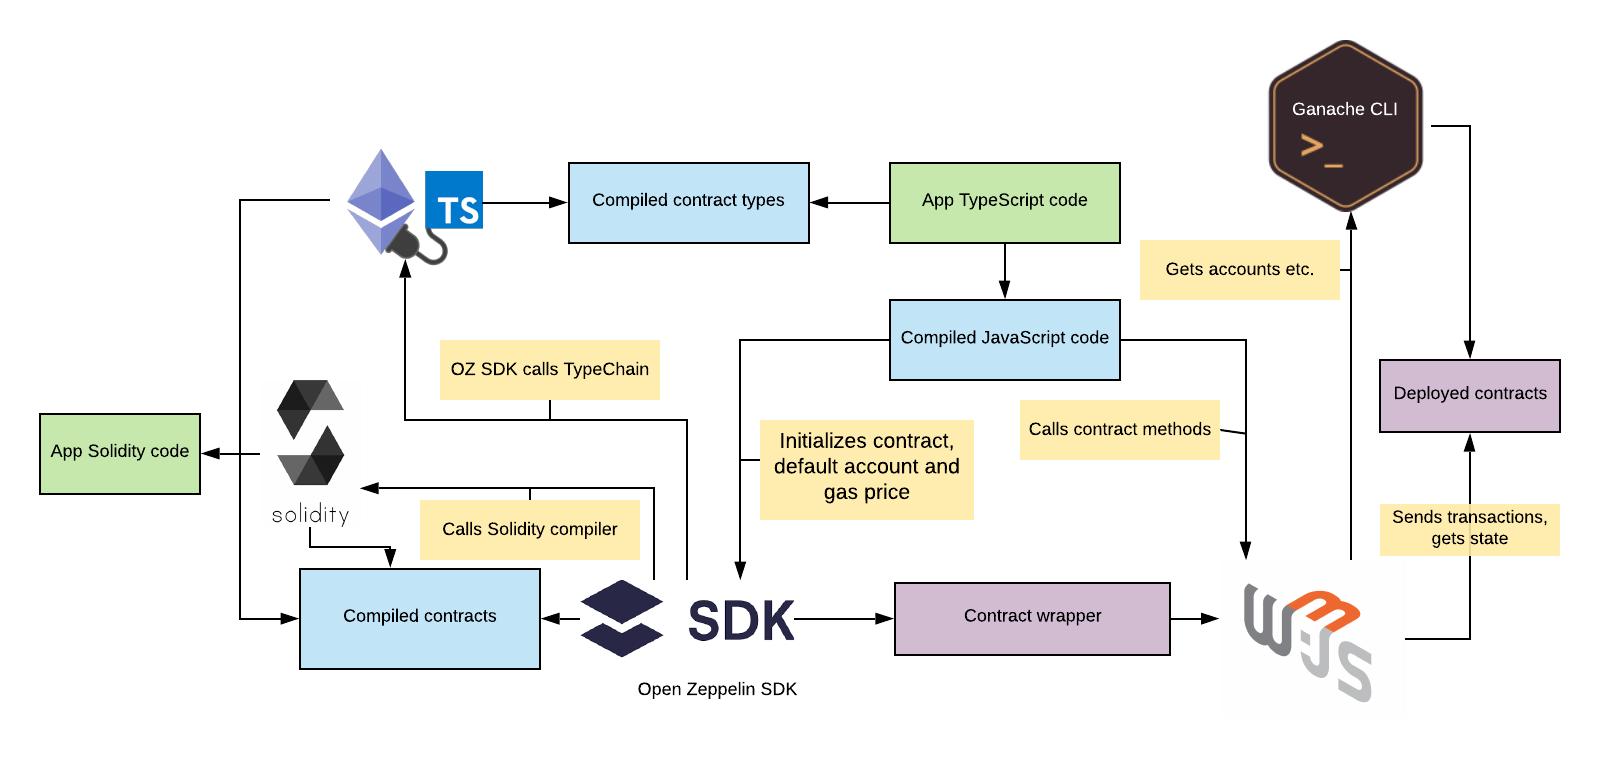 Ganache CLI
>_
TS
Compiled contract types
App TypeScript code
Gets accounts etc.
Compiled JavaScript code
OZ SDK calls TypeChain
Deployed contracts
App Solidity code
Initializes contract,
default account and
gas price
Calls contract methods
solidity
Calls Solidity compiler
Sends transactions,
gets state
Compiled contracts
SDK
Contract wrapper
W3JS
Open Zeppelin SDK